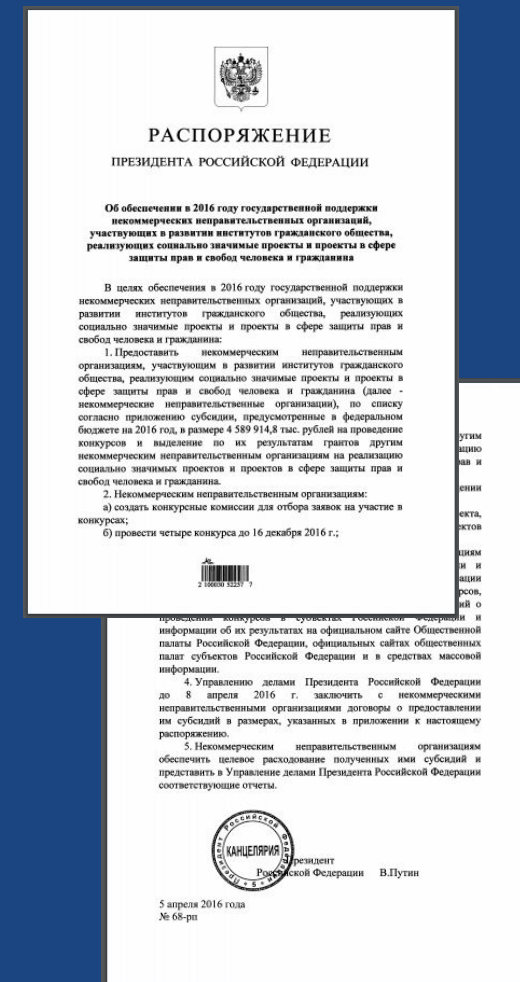 РАСПОРЯЖЕНИЕ
ПРЕЗИДЕНТА РОССИЙСКОЙ ФЕДЕРАЦИИ
Об обеспечении в 2016 году государственной поддержки
некоммерческих неправительственных организаций,
участвующих в развитии институтов гражданского общества,
реализующих социально значимые проекты и проекты в сфере
защиты прав и свобод человека и гражданина
В целях обеспечения в 2016 году государственной поддержки
некоммерческих неправительственных организаций, участвующих в
развитии институтов гражданского общества, реализующих
социально значимые проекты и проекты в сфере защиты прав и
свобод человека и гражданина:
1. Предоставить некоммерческим неправительственным
организациям, участвующим в развитии институтов гражданского
общества, реализующим социально значимые проекты и проекты в
сфере защиты прав и свобод человека и гражданина (далее -
некоммерческие неправительственные организации), по списку
согласно приложению субсидии, предусмотренные в федеральном
бюджете на 2016 год, в размере 4 589 914,8 тыс. рублей на проведение
конкурсов и выделение по их результатам грантов другим
некоммерческим неправительственным организациям на реализацию
социально значимых проектов и проектов в сфере защиты прав и
свобод человека и гражданина.
2. Некоммерческим неправительственным организациям:
а) создать конкурсные комиссии для отбора заявок на участие в
конкурсах;
б) провести четыре конкурса до 16 декабря 2016 г.;
2 100030 52257 7
проведении конкурсов в субъектах Российской Федерации и
информации об их результатах на официальном сайте Общественной
палаты Российской Федерации, официальных сайтах общественных
палат субъектов Российской Федерации и в средствах массовой
информации.
4. Управлению делами Президента Российской Федерации
до 8 апреля 2016 г. заключить с некоммерческими
неправительственными организациями договоры о предоставлении
им субсидий в размерах, указанных в приложении к настоящему
распоряжению.
5. Некоммерческим неправительственным организациям
обеспечить целевое расходование полученных ими субсидий и
представить в Управление делами Президента Российской Федерации
соответствующие отчеты.
КАНЦЕЛЯРИЯ
Президент Российской Федерации
5
Президент
Российской Федерации В.Путин
5 апреля 2016 года
№ 68-рп